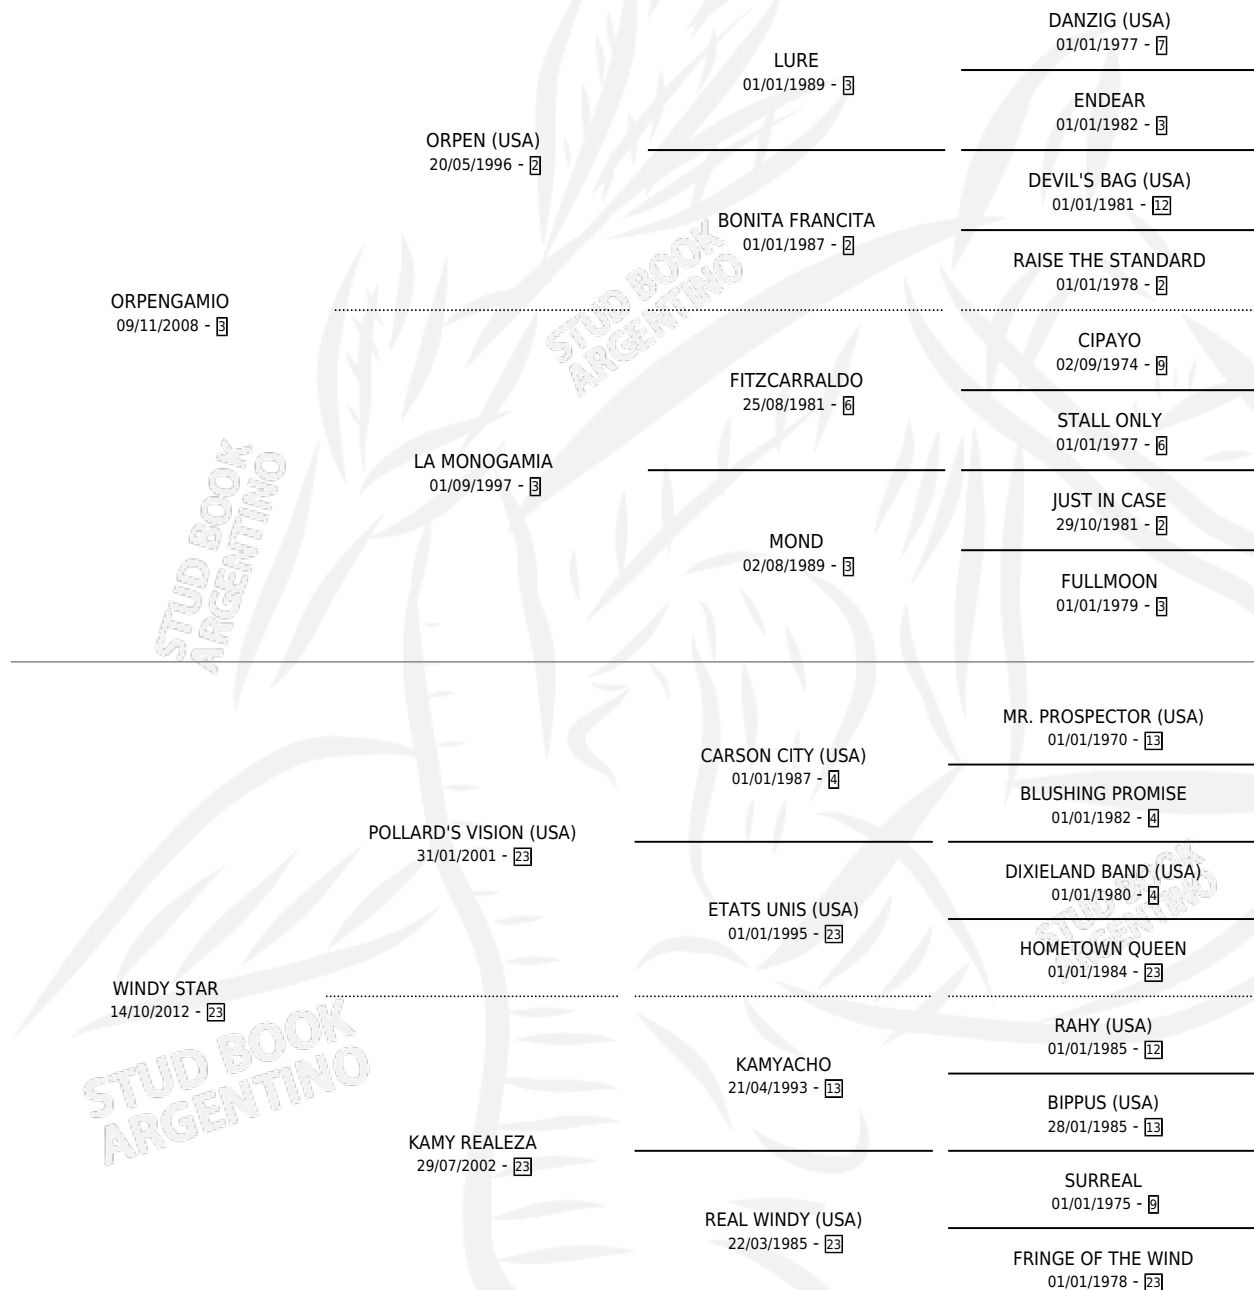 DANZIG (USA)
01/01/1977 - 7
LURE
01/01/1989 - 3
ENDEAR
01/01/1982 - 3
ORPEN (USA)
20/05/1996 - 2
DEVIL'S BAG (USA)
01/01/1981 - 12
BONITA FRANCITA
01/01/1987 - 2
RAISE THE STANDARD
01/01/1978 - 2
ORPENGAMIO
09/11/2008 - 3
CIPAYO
02/09/1974 - 9
FITZCARRALDO
25/08/1981 - 6
STALL ONLY
01/01/1977 - 6
LA MONOGAMIA
01/09/1997 - 3
JUST IN CASE
29/10/1981 - 2
MOND
02/08/1989 - 3
FULLMOON
01/01/1979 - 3
MR. PROSPECTOR (USA)
01/01/1970 - 13
CARSON CITY (USA)
01/01/1987 - 4
BLUSHING PROMISE
01/01/1982 - 4
POLLARD'S VISION (USA)
31/01/2001 - 23
DIXIELAND BAND (USA)
01/01/1980 - 4
ETATS UNIS (USA)
01/01/1995 - 23
HOMETOWN QUEEN
01/01/1984 - 23
WINDY STAR
14/10/2012 - 23
RAHY (USA)
01/01/1985 - 12
KAMYACHO
21/04/1993 - 13
BIPPUS (USA)
28/01/1985 - 13
KAMY REALEZA
29/07/2002 - 23
SURREAL
01/01/1975 - 9
REAL WINDY (USA)
22/03/1985 - 23
FRINGE OF THE WIND
01/01/1978 - 23
STUD BOOK
ARGENTINO
STUD BOOK
ARGENTINO
STUD BOOK
ARGENTINO
STUD BOOK
ARGENTINO